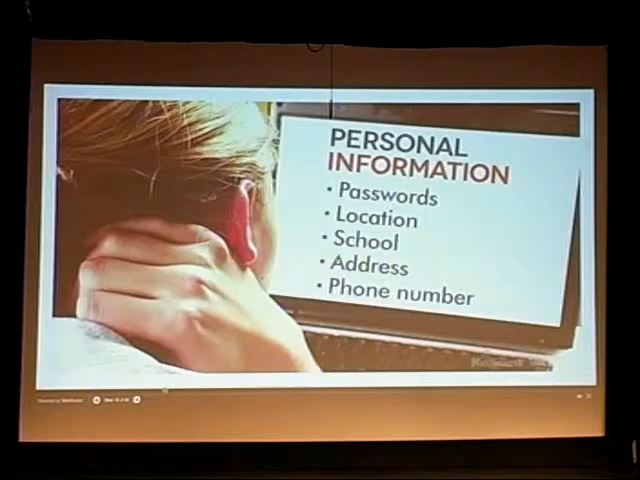 PERSONAL
INFORMATION
• Passwords
• Location
• School
• Address
• Phone number